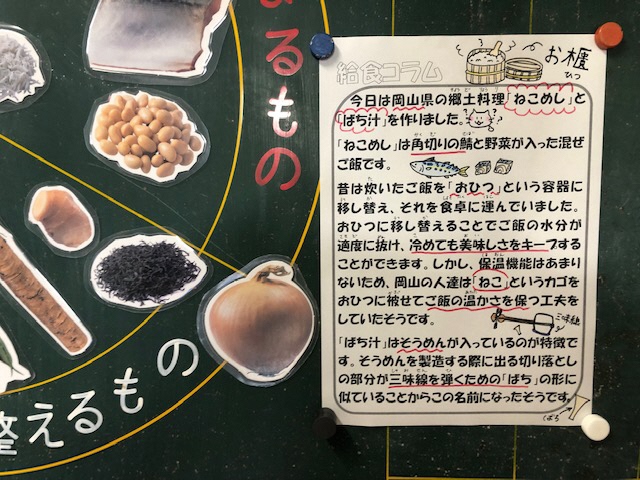 まるもの
整えるもの
給食コラム
お櫃
ひつ
今日は岡山県の郷土料理「ねこめし」と
「ばち汁」を作りました。
「ねこめし」は角切りの鯖と野菜が入った混ぜ
ご飯です。
昔は炊いたご飯を「おひつ」という容器に
移し替え、それを食卓に運んでいました。
おひつに移し替えることでご飯の水分が
適度に抜け、冷めても美味しさをキープする
ことができます。しかし、保温機能はあまり
ないため、岡山の人達は「ねこ」というカゴを
おひつに被せてご飯の温かさを保つ工夫を
していたそうです。
三味線
「ばち汁」はそうめんが入っているのが特徴で
す。そうめんを製造する際に出る切り落とし
の部分が三味線を弾くための「ばち」の形に
似ていることからこの名前になったそうです。
ばち